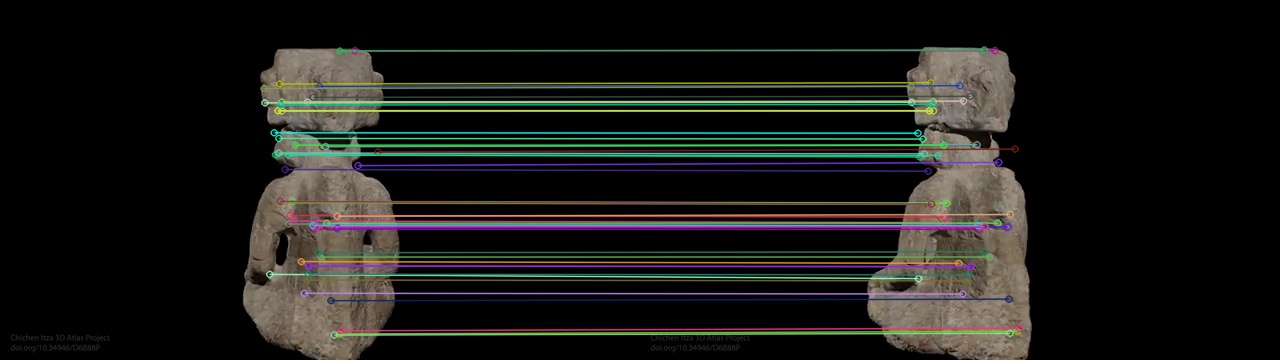 Chichen Itza 3D Atlas Project
doi.org/10.34946/D6B88P
Chichen Itza 3D Atlas Project
doi.org/10.34946/D6B88P